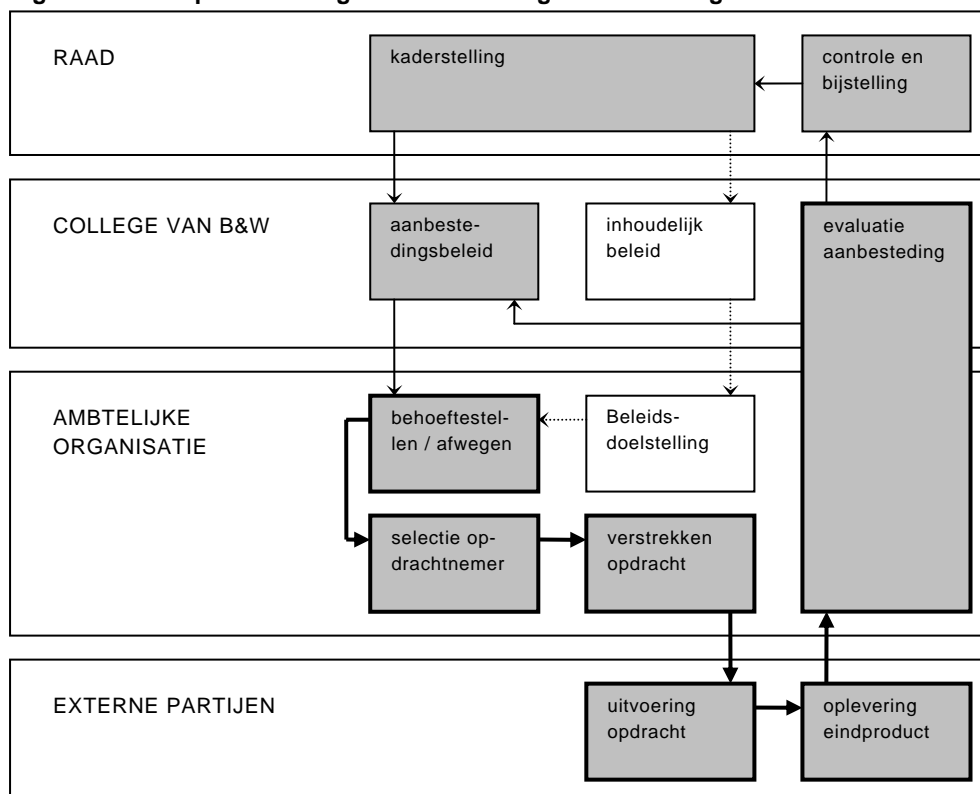 RAAD
kaderstelling
controle en
bijstelling
COLLEGE VAN B&W
aanbeste-
dingsbeleid
inhoudelijk
beleid
evaluatie
aanbesteding
AMBTELIJKE
ORGANISATIE
behoeftestel-
len / afwegen
Beleids-
doelstelling
selectie op-
drachtnemer
verstrekken
opdracht
EXTERNE PARTIJEN
uitvoering
opdracht
oplevering
eindproduct